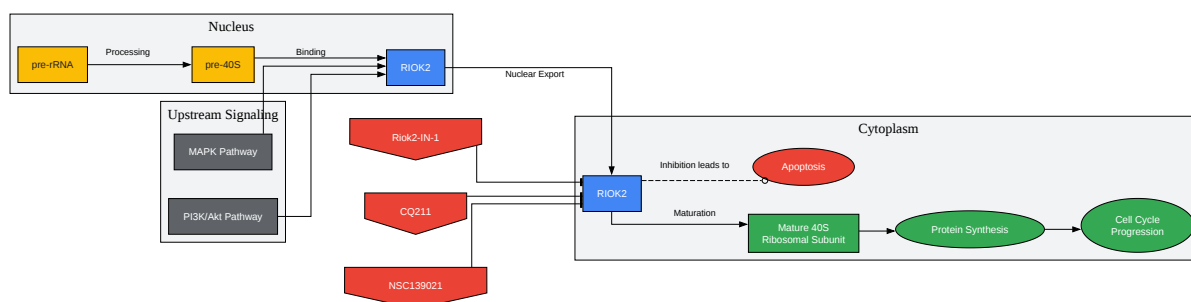 Nucleus
pre-rRNA
Processing
pre-40S
Binding
RIOK2
Nuclear Export
Upstream Signaling
MAPK Pathway
PI3K/Akt Pathway
Riok2-IN-1
CQ211
NSC139021
Cytoplasm
RIOK2
Inhibition leads to
Apoptosis
Maturation
Mature 40S
Ribosomal Subunit
Protein Synthesis
Cell Cycle
Progression